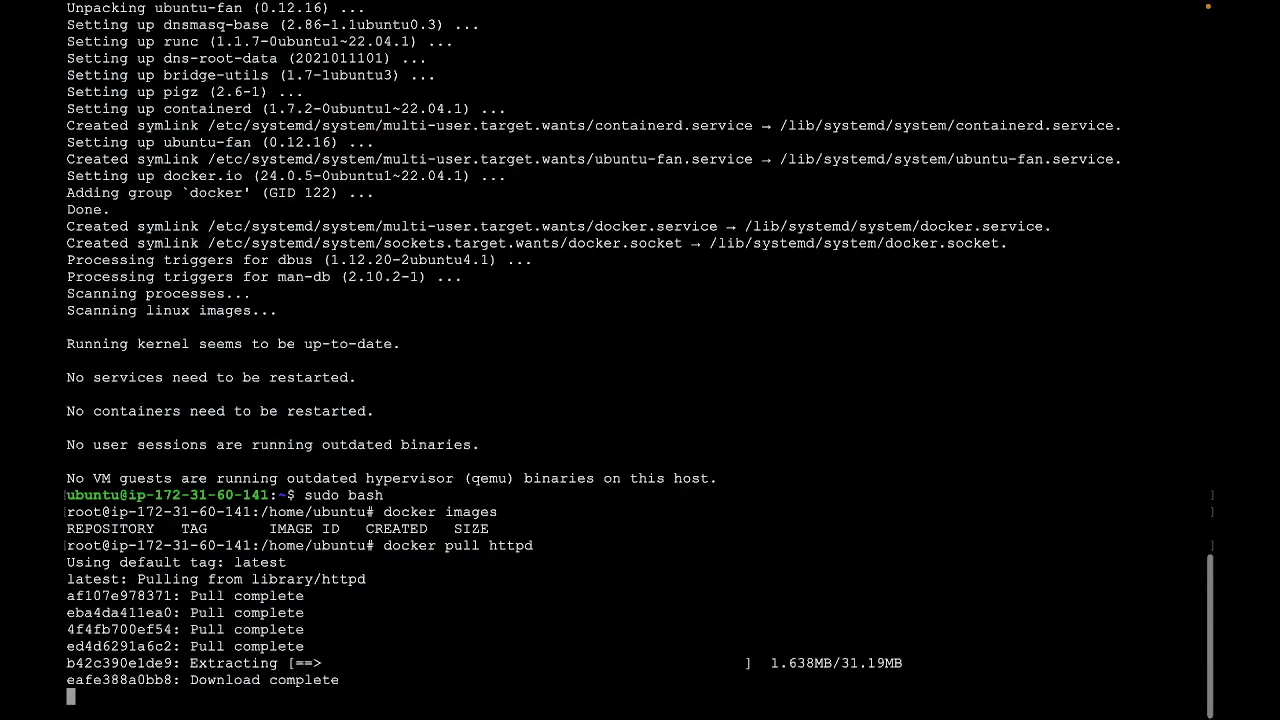 Unpacking ubuntu-fan (0.12.16) ...
Setting up dnsmasq-base (2.86-1.1ubuntu0.3) ...
Setting up runc (1.1.7-0ubuntu1~22.04.1) ...
Setting up dns-root-data (2021011101) ...
Setting up bridge-utils (1.7-1ubuntu3) ...
Setting up pigz (2.6-1) ...
Setting up containerd (1.7.2-0ubuntu1~22.04.1) ...
Created symlink /etc/systemd/system/multi-user.target.wants/containerd.service → /lib/systemd/system/containerd.service.
Setting up ubuntu-fan (0.12.16) ...
Created symlink /etc/systemd/system/multi-user.target.wants/ubuntu-fan.service → /lib/systemd/system/ubuntu-fan.service.
Setting up docker.io (24.0.5-0ubuntu1~22.04.1) ...
Adding group `docker' (GID 122) ...
Done.
Created symlink /etc/systemd/system/multi-user.target.wants/docker.service → /lib/systemd/system/docker.service.
Created symlink /etc/systemd/system/sockets.target.wants/docker.socket → /lib/systemd/system/docker.socket.
Processing triggers for dbus (1.12.20-2ubuntu4.1) ...
Processing triggers for man-db (2.10.2-1) ...
Scanning processes...
Scanning linux images...
Running kernel seems to be up-to-date.
No services need to be restarted.
No containers need to be restarted.
No user sessions are running outdated binaries.
No VM guests are running outdated hypervisor (qemu) binaries on this host.
[ubuntu@ip-172-31-60-141:~$ sudo bash ]
[root@ip-172-31-60-141:/home/ubuntu# docker images ]
REPOSITORY   TAG       IMAGE ID   CREATED   SIZE
[root@ip-172-31-60-141:/home/ubuntu# docker pull httpd ]
Using default tag: latest
latest: Pulling from library/httpd
af107e978371: Pull complete
eba4da411ea0: Pull complete
4f4fb700ef54: Pull complete
ed4d6291a6c2: Pull complete
b42c390e1de9: Extracting [==>                                                ]  1.638MB/31.19MB
eafe388a0bb8: Download complete